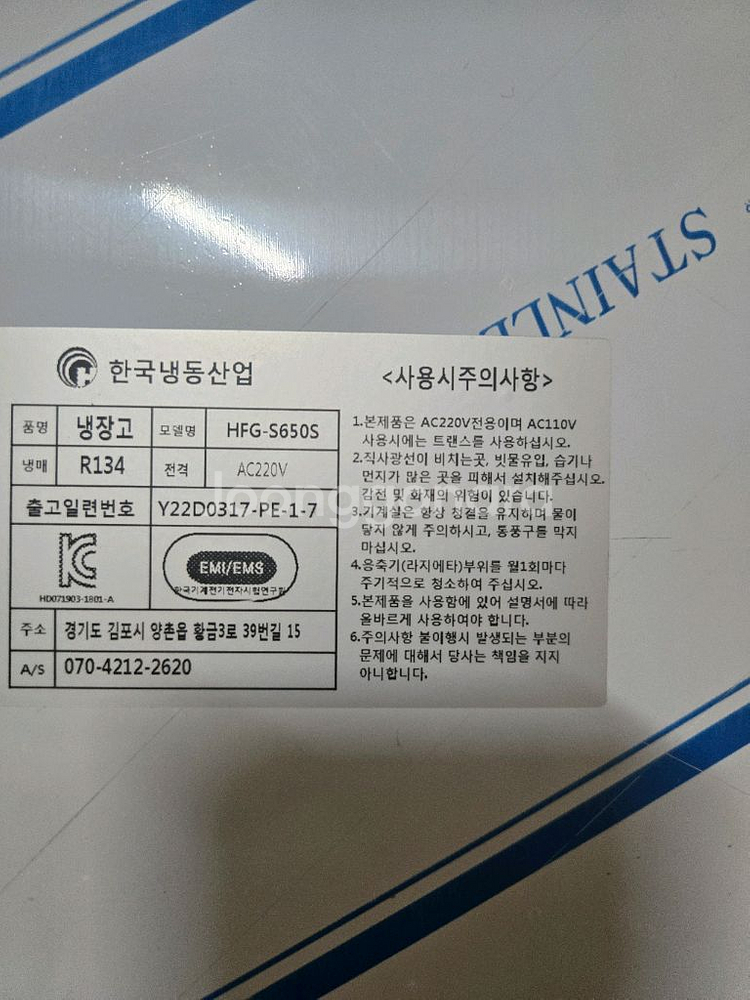 STAINLE
한국냉동산업
품명 냉장고 모델명 HFG-S650S
냉매 R134 전격 AC220V
출고일련번호 Y22D0317-PE-1-7
HD071903-1801-A
EMI/EMS
한국기계전기전자시험연구원
주소 경기도 김포시 양촌읍 황금3로 39번길 15
A/S 070-4212-2620
<사용시주의사항>
1.본제품은 AC220V전용이며 AC110V
사용시에는 트랜스를 사용하십시오.
2.직사광선이 비치는곳, 빗물유입, 습기나
먼지가 많은 곳을 피해서 설치해주십시오.
감전 및 화재의 위험이 있습니다.
3.기계실은 항상 청결을 유지하며 물이
닿지 않게 주의하시고, 통풍구를 막지
마십시오.
4.응축기(라지에타)부위를 월1회마다
주기적으로 청소하여 주십시오.
5.본제품을 사용함에 있어 설명서에 따라
올바르게 사용하여야 합니다.
6.주의사항 불이행시 발생되는 부분의
문제에 대해서 당사는 책임을 지지
아니합니다.